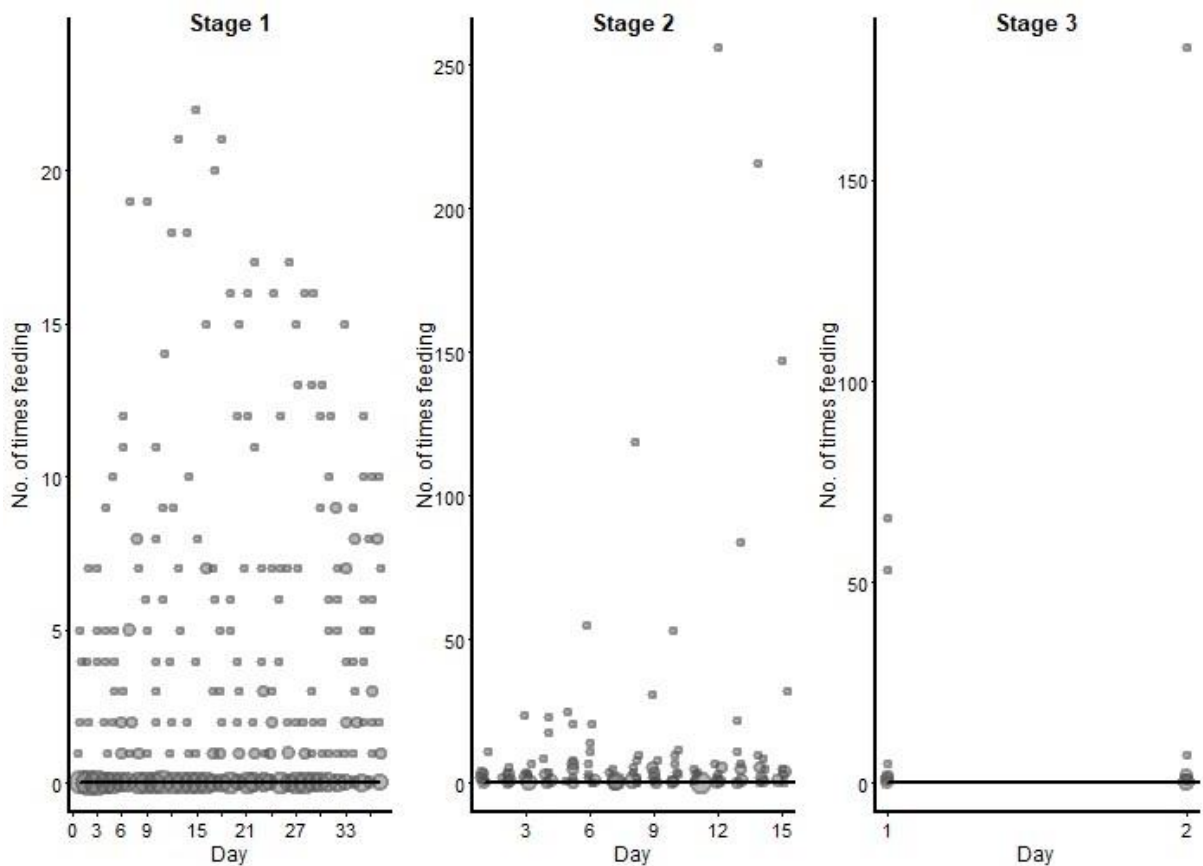 Stage 1
No. of times feeding
20
15
10
5
0
0 3 6 9 15 21 27 33
Day
Stage 2
No. of times feeding
250
200
150
100
50
0
3 6 9 12 15
Day
Stage 3
No. of times feeding
150
100
50
0
1 2
Day